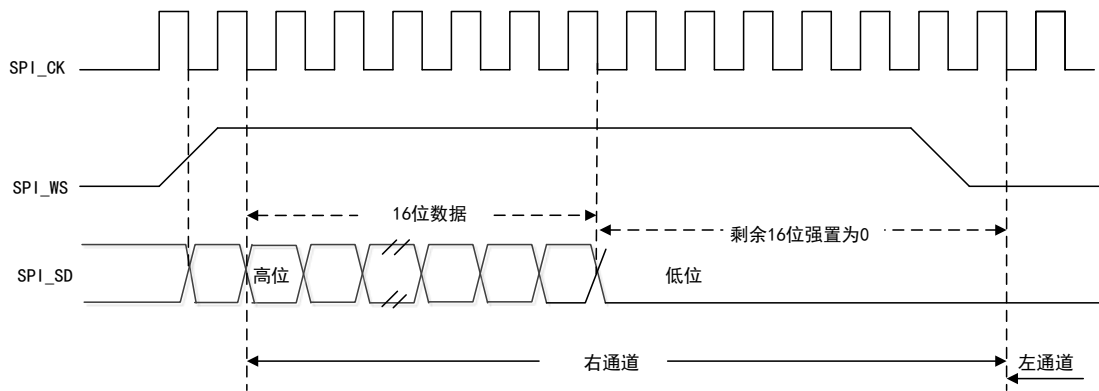 SPI_CK
SPI_WS
16位数据
剩余16位强置为0
SPI_SD
高位
低位
右通道
左通道